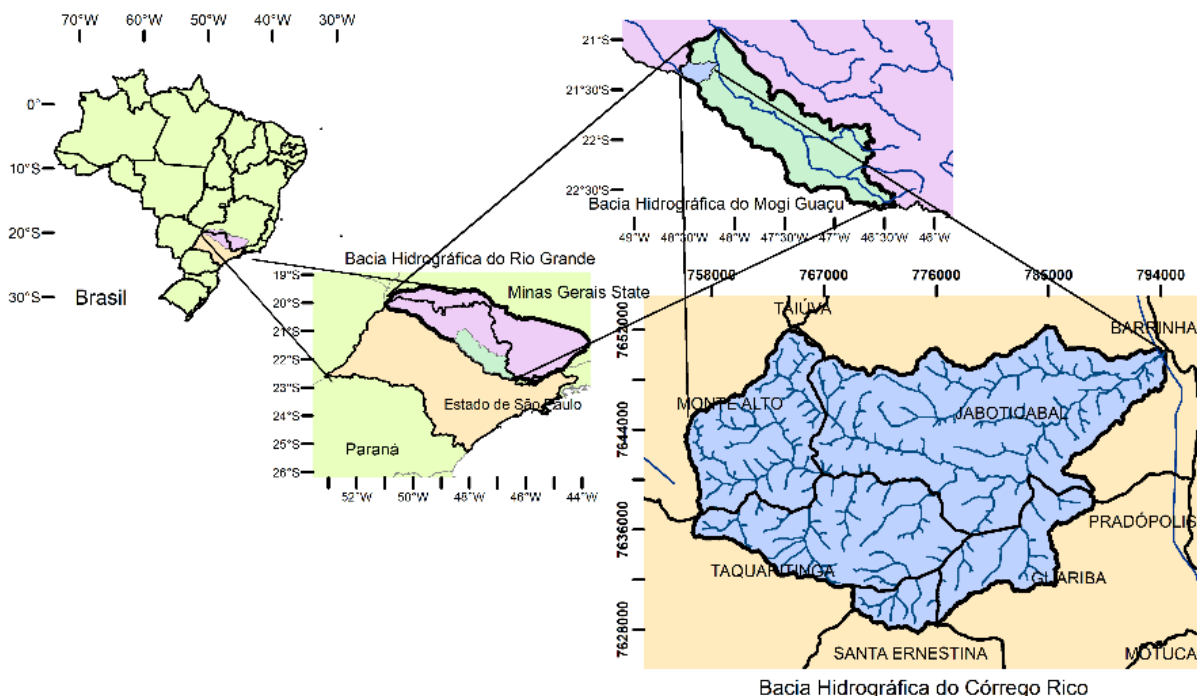 70°W 60°W 50°W 40°W 30°W
0°
10°S
20°S
30°S
Brasil
Bacia Hidrográfica do Rio Grande
19°S
20°S
21°S
22°S
23°S
24°S
25°S
26°S
Minas Gerais State
Estado de São Paulo
Paraná
52°W 50°W 48°W 46°W 44°W
21°S
21°30'S
22°S
22°30'S
Bacia Hidrográfica do Mogi Guaçu
49°W 48°30'W 48°W 47°30'W 47°W 46°30'W 46°W
758000 767000 776000 785000 794000
7652000
7644000
7636000
7628000
TAIÚVA
BARRINHA
MONTE ALTO
JABOTICABAL
PRADÓPOLIS
TAQUARITINGA
GUARIBA
SANTA ERNESTINA
MOTUCA
Bacia Hidrográfica do Córrego Rico